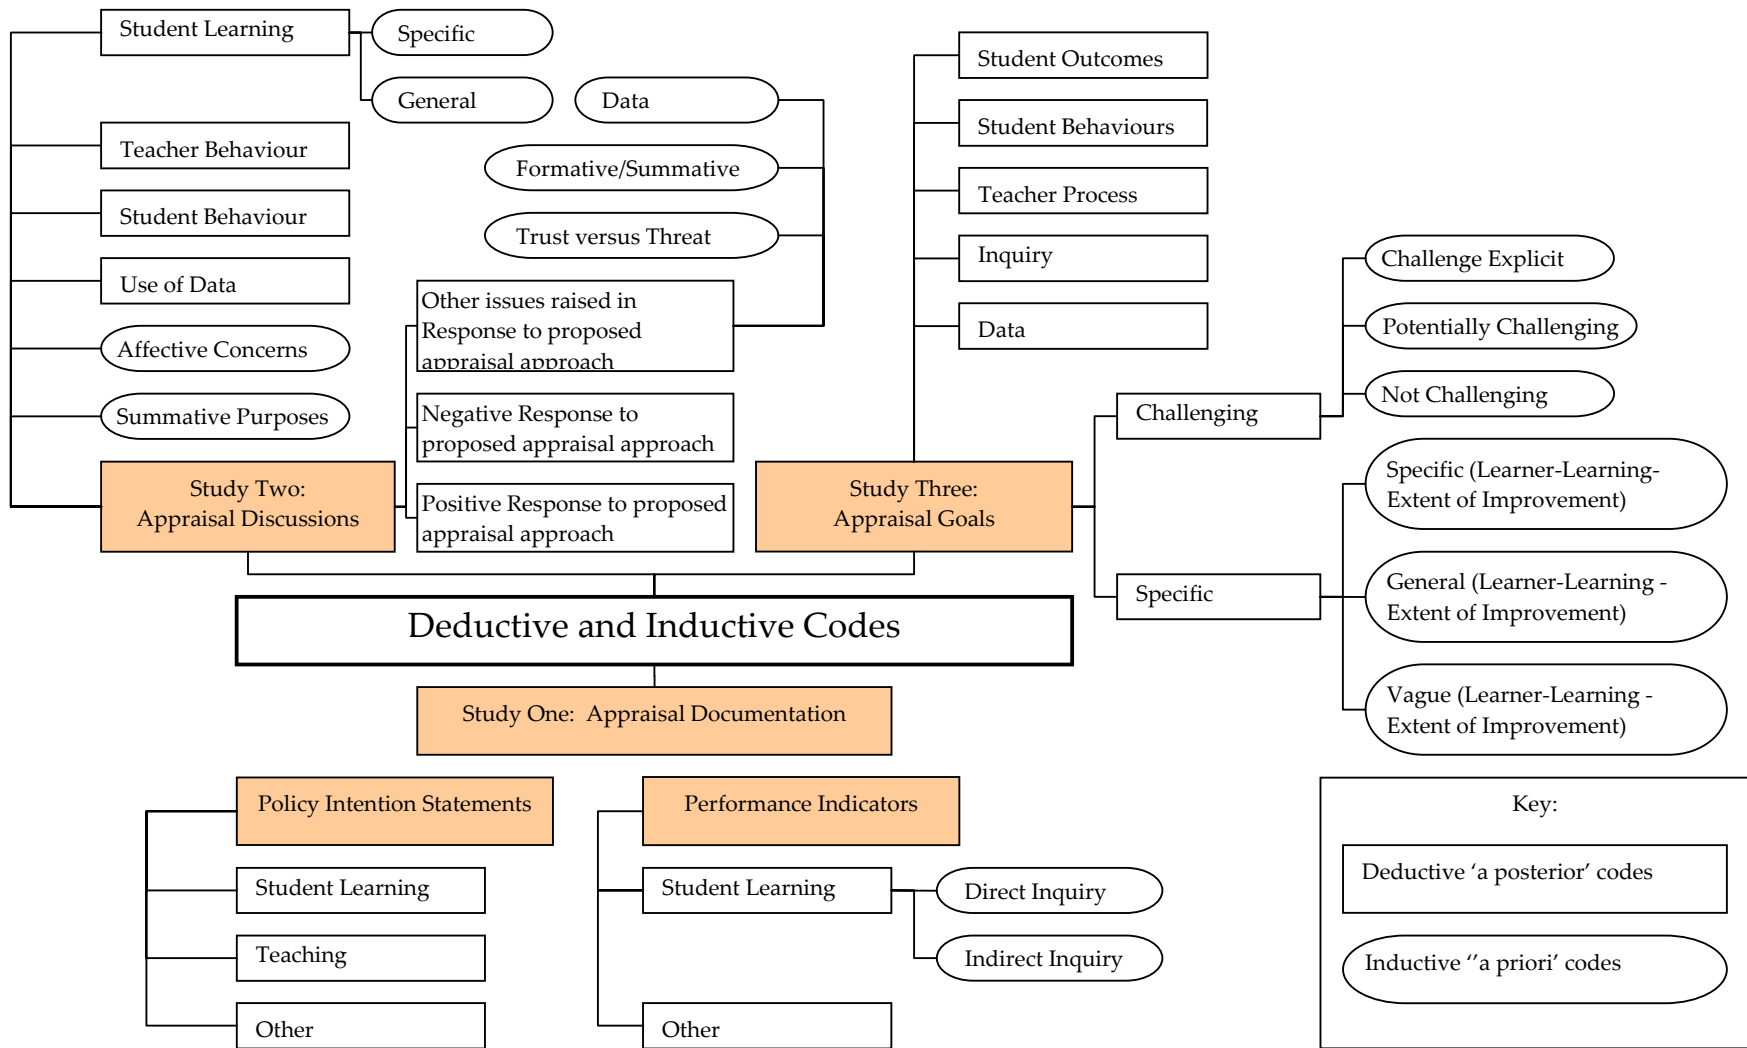 Student Learning
Specific
General
Teacher Behaviour
Student Behaviour
Use of Data
Affective Concerns
Summative Purposes
Data
Formative/Summative
Trust versus Threat
Other issues raised in
Response to proposed
appraisal approach
Negative Response to
proposed appraisal approach
Positive Response to proposed
appraisal approach
Study Two:
Appraisal Discussions
Student Outcomes
Student Behaviours
Teacher Process
Inquiry
Data
Study Three:
Appraisal Goals
Challenging
Challenge Explicit
Potentially Challenging
Not Challenging
Specific
Specific (Learner-Learning-
Extent of Improvement)
General (Learner-Learning -
Extent of Improvement)
Vague (Learner-Learning -
Extent of Improvement)
Deductive and Inductive Codes
Study One:  Appraisal Documentation
Policy Intention Statements
Student Learning
Teaching
Other
Performance Indicators
Student Learning
Direct Inquiry
Indirect Inquiry
Other
Key:
Deductive ‘a posterior’ codes
Inductive ‘’a priori’ codes